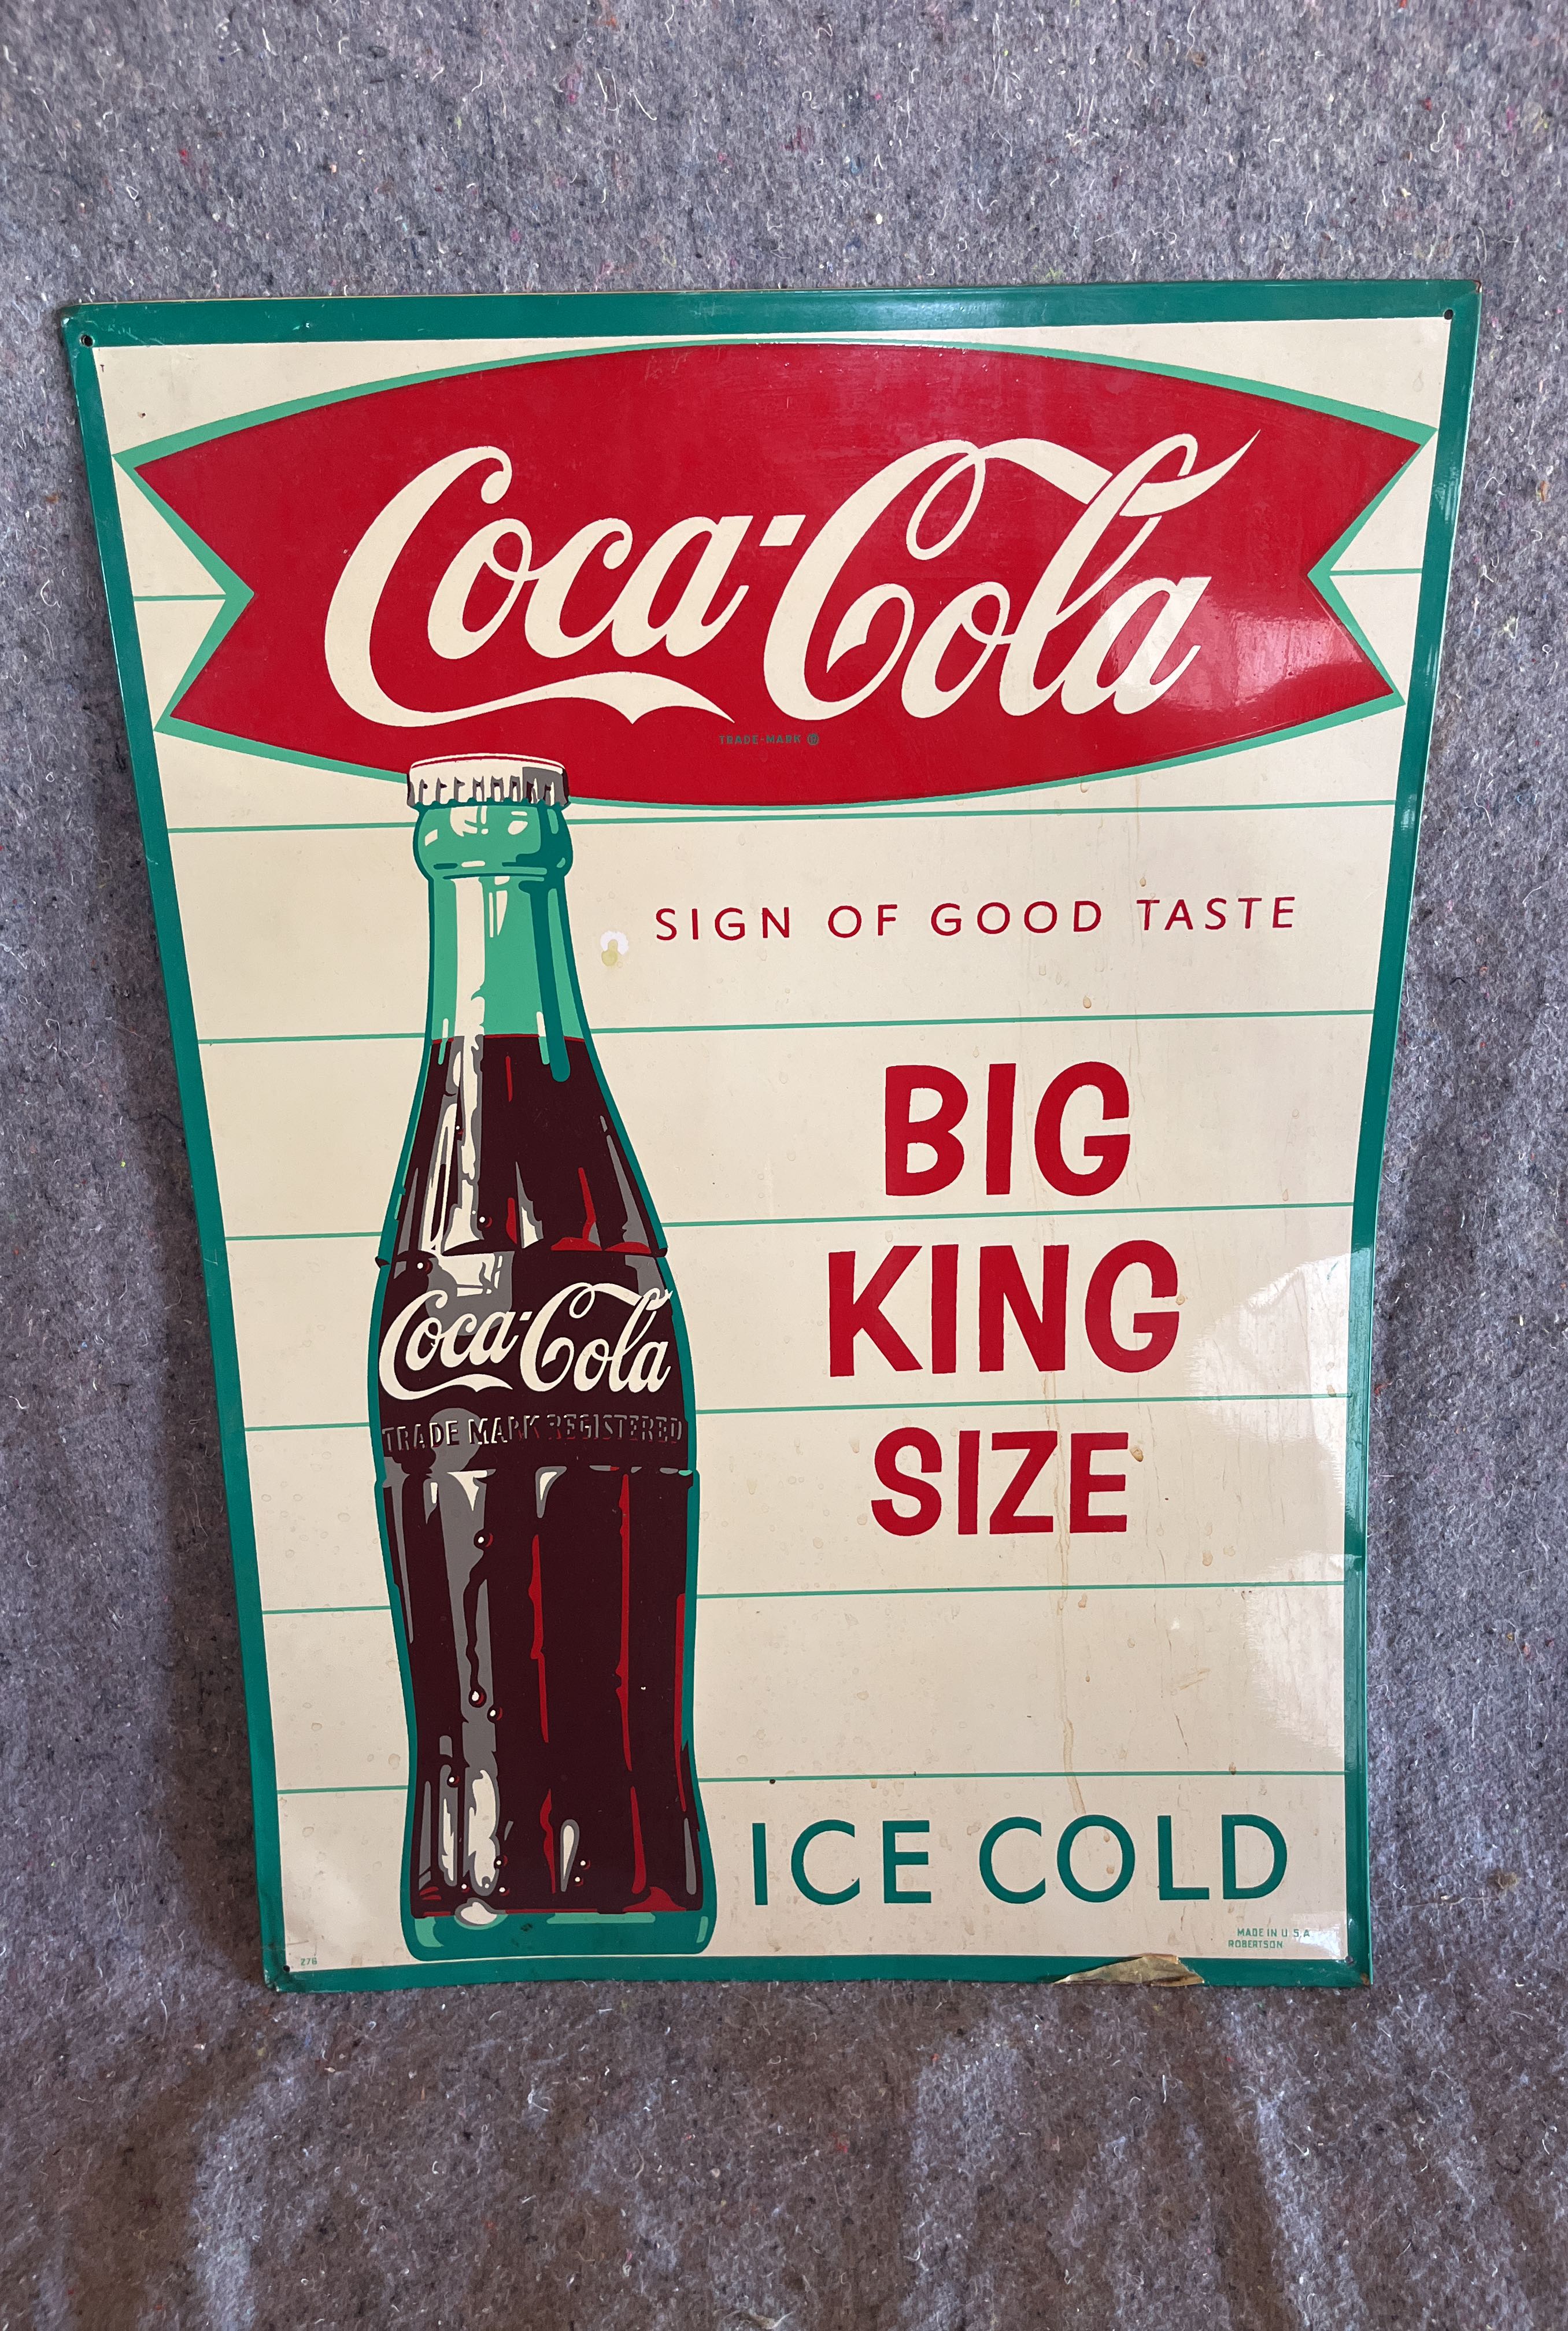 Coca-Cola
TRADE-MARK ®
SIGN OF GOOD TASTE
BIG
KING
SIZE
Coca-Cola
TRADE MARK REGISTERED
ICE COLD
MADE IN U.S.A.
ROBERTSON
276